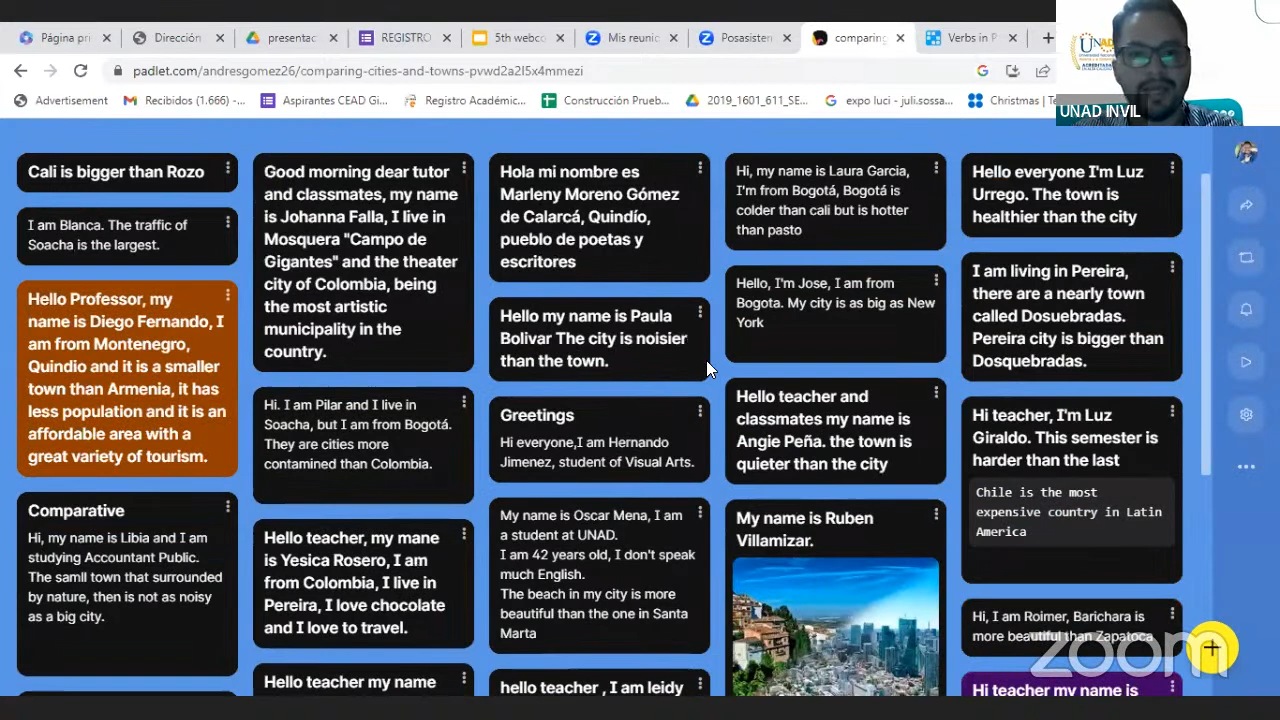 Página pri
Dirección
presentac
REGISTRO
5th webco
Mis reunic
Posasisten
comparing
Verbs in P
padlet.com/andresgomez26/comparing-cities-and-towns-pvwd2a2l5x4mmezi
Advertisement
Recibidos (1.666) -...
Aspirantes CEAD Gi...
Registro Académic...
Construcción Prueb...
2019_1601_611_SE...
expo luci - juli.sossa...
Christmas | Te
UNAD
UNAD INVIL
Cali is bigger than Rozo
I am Blanca. The traffic of
Soacha is the largest.
Hello Professor, my
name is Diego Fernando, I
am from Montenegro,
Quindio and it is a smaller
town than Armenia, it has
less population and it is an
affordable area with a
great variety of tourism.
Comparative
Hi, my name is Libia and I am
studying Accountant Public.
The samll town that surrounded
by nature, then is not as noisy
as a big city.
Good morning dear tutor
and classmates, my name
is Johanna Falla, I live in
Mosquera "Campo de
Gigantes" and the theater
city of Colombia, being
the most artistic
municipality in the
country.
Hi. I am Pilar and I live in
Soacha, but I am from Bogotá.
They are cities more
contamined than Colombia.
Hello teacher, my mane
is Yesica Rosero, I am
from Colombia, I live in
Pereira, I love chocolate
and I love to travel.
Hello teacher my name
Hola mi nombre es
Marleny Moreno Gómez
de Calarcá, Quindío,
pueblo de poetas y
escritores
Hello my name is Paula
Bolivar The city is noisier
than the town.
Greetings
Hi everyone,I am Hernando
Jimenez, student of Visual Arts.
My name is Oscar Mena, I am
a student at UNAD.
I am 42 years old, I don't speak
much English.
The beach in my city is more
beautiful than the one in Santa
Marta
hello teacher , I am leidy
Hi, my name is Laura Garcia,
I'm from Bogotá, Bogotá is
colder than cali but is hotter
than pasto
Hello, I'm Jose, I am from
Bogota. My city is as big as New
York
Hello teacher and
classmates my name is
Angie Peña. the town is
quieter than the city
My name is Ruben
Villamizar.
Hello everyone I'm Luz
Urrego. The town is
healthier than the city
I am living in Pereira,
there are a nearly town
called Dosuebradas.
Pereira city is bigger than
Dosquebradas.
Hi teacher, I'm Luz
Giraldo. This semester is
harder than the last
Chile is the most
expensive country in Latin
America
Hi, I am Roimer, Barichara is
more beautiful than Zapatoca
Hi teacher my name is
zoom